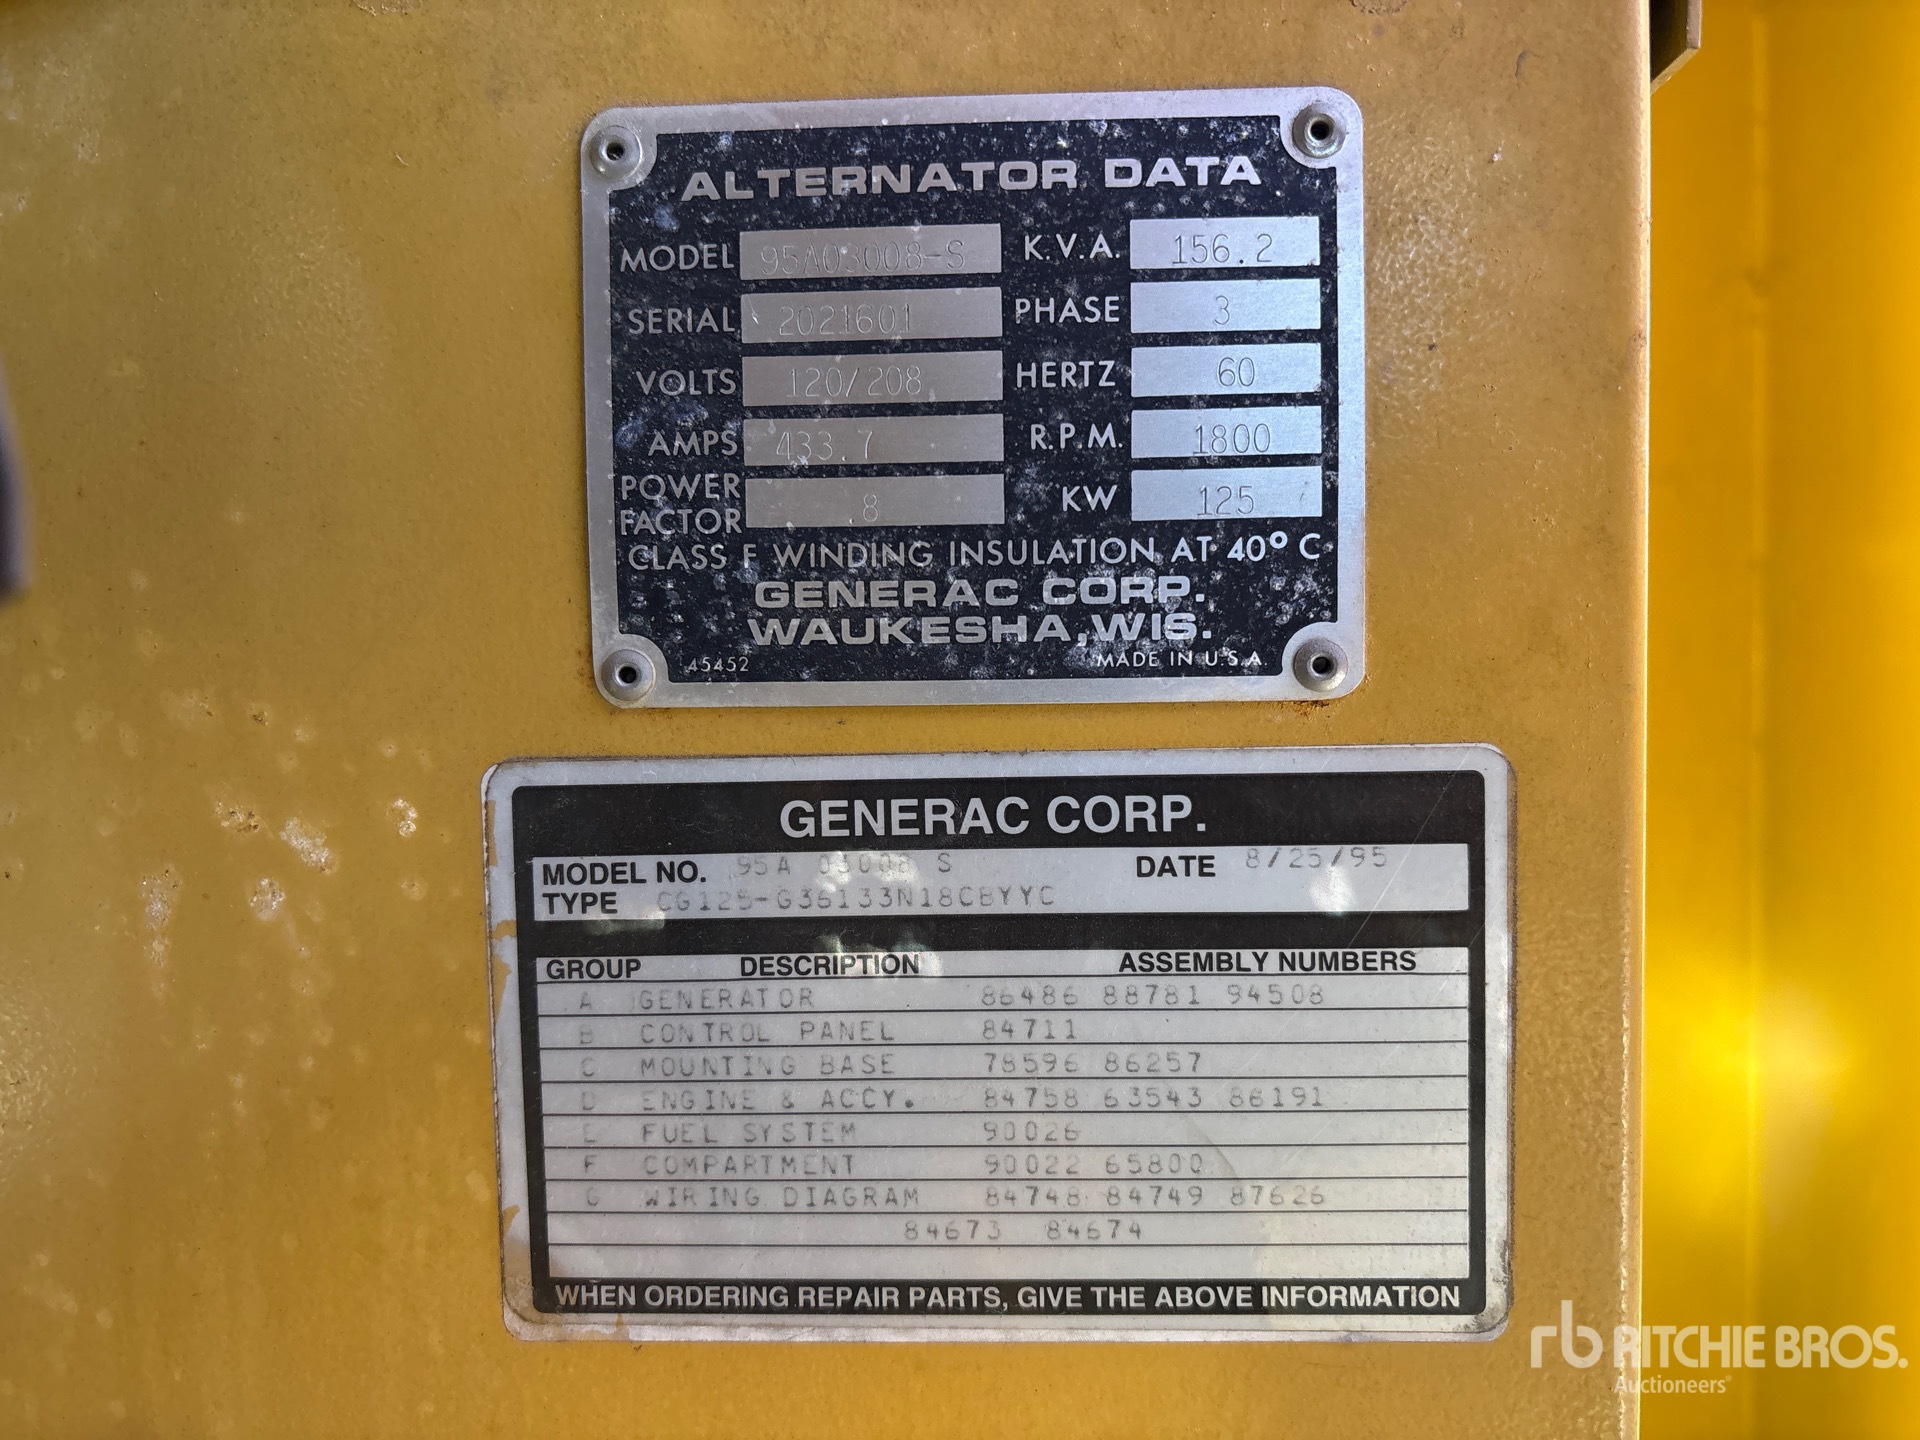 ALTERNATOR DATA
MODEL 95A03008-S K.V.A. 156.2
SERIAL 2021601 PHASE 3
VOLTS 120/208 HERTZ 60
AMPS 433.7 R.P.M. 1800
POWER FACTOR 8 KW 125
CLASS F WINDING INSULATION AT 40° C
GENERAC CORP.
WAUKESHA, WIS.
45452 MADE IN U.S.A.
GENERAC CORP.
MODEL NO. 95A 03008 S DATE 8/25/95
TYPE CG125-G36133N18CBYYC
GROUP DESCRIPTION ASSEMBLY NUMBERS
A GENERATOR 86486 88781 94508
B CONTROL PANEL 84711
C MOUNTING BASE 78596 86257
D ENGINE & ACCY. 84758 63543 86191
E FUEL SYSTEM 90026
F COMPARTMENT 90022 65800
G WIRING DIAGRAM 84748 84749 87626
84673 84674
WHEN ORDERING REPAIR PARTS, GIVE THE ABOVE INFORMATION
rb RITCHIE BROS.
Auctioneers